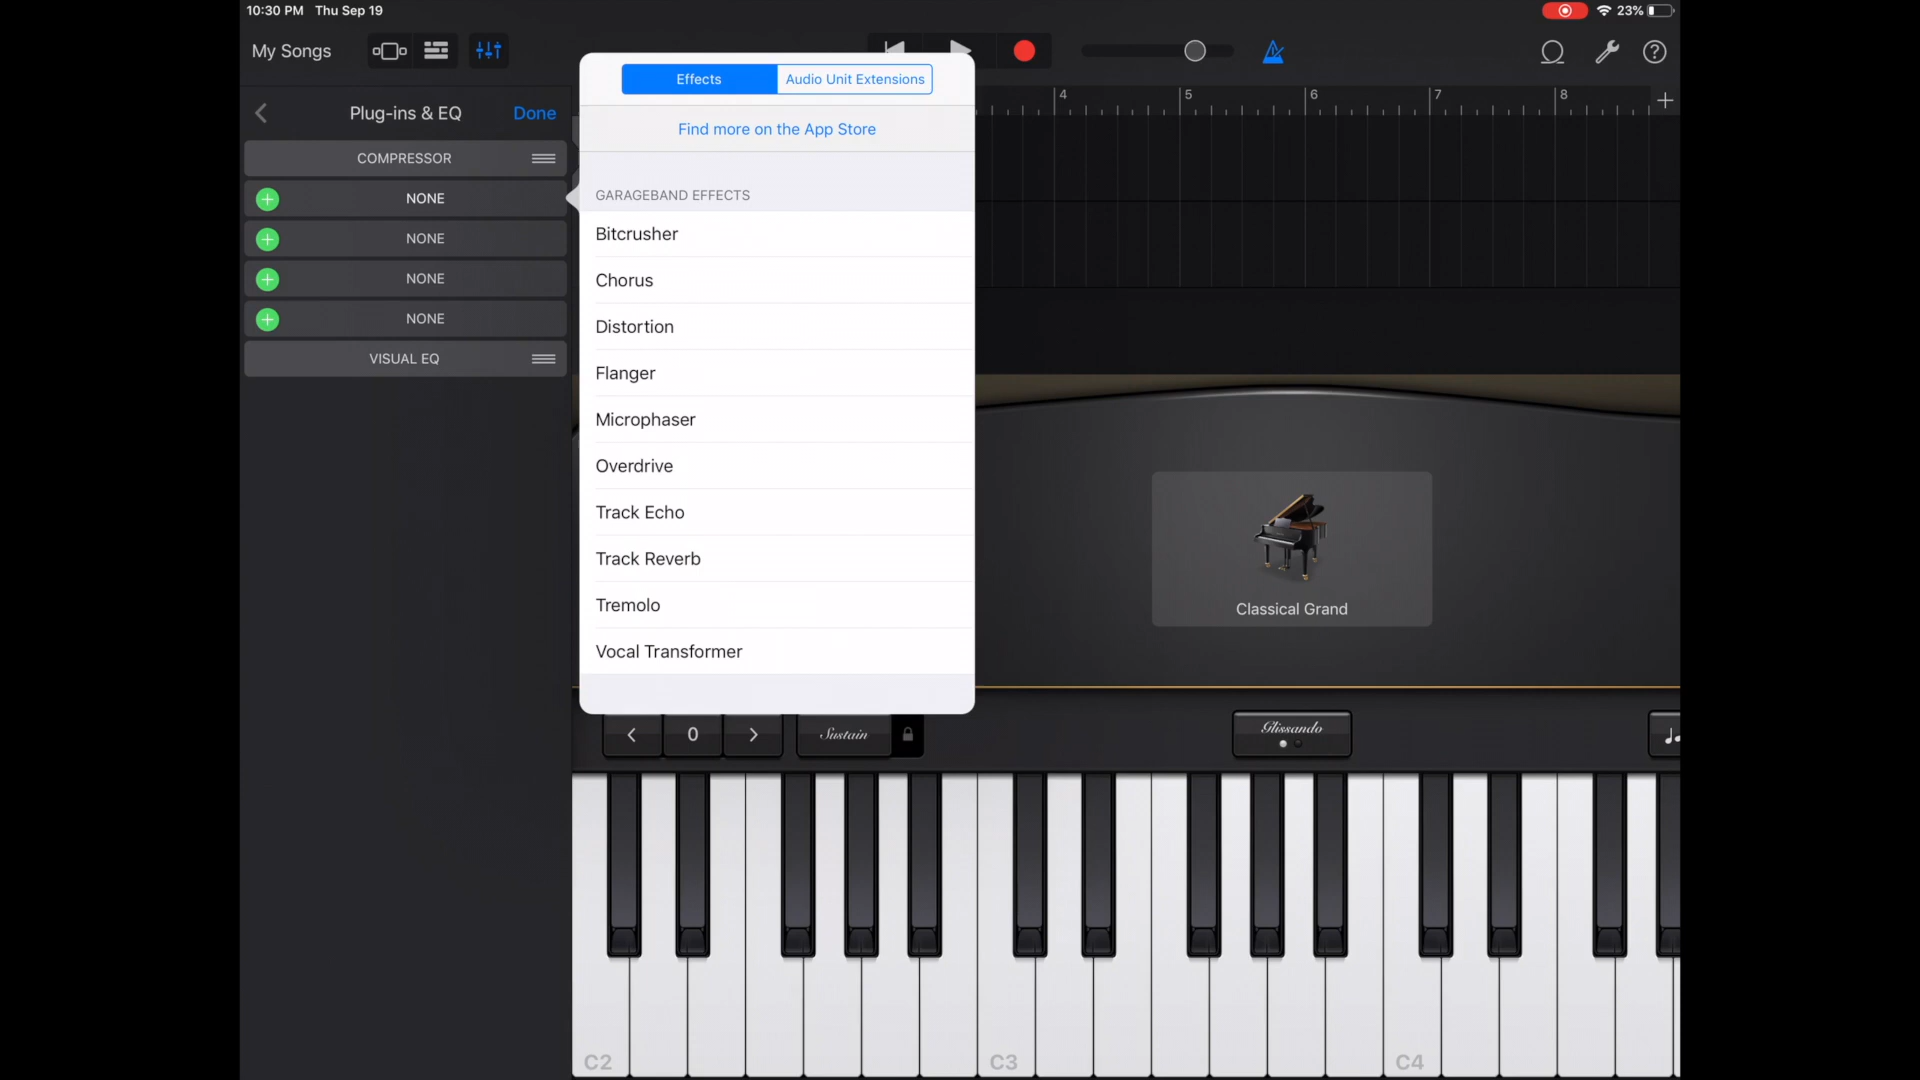 10:30 PM Thu Sep 19
23%
My Songs
Plug-ins & EQ
Done
COMPRESSOR
NONE
NONE
NONE
NONE
VISUAL EQ
Effects
Audio Unit Extensions
Find more on the App Store
GARAGEBAND EFFECTS
Bitcrusher
Chorus
Distortion
Flanger
Microphaser
Overdrive
Track Echo
Track Reverb
Tremolo
Vocal Transformer
4 5 6 7 8
Classical Grand
0
Sustain
Glissando
C2 C3 C4